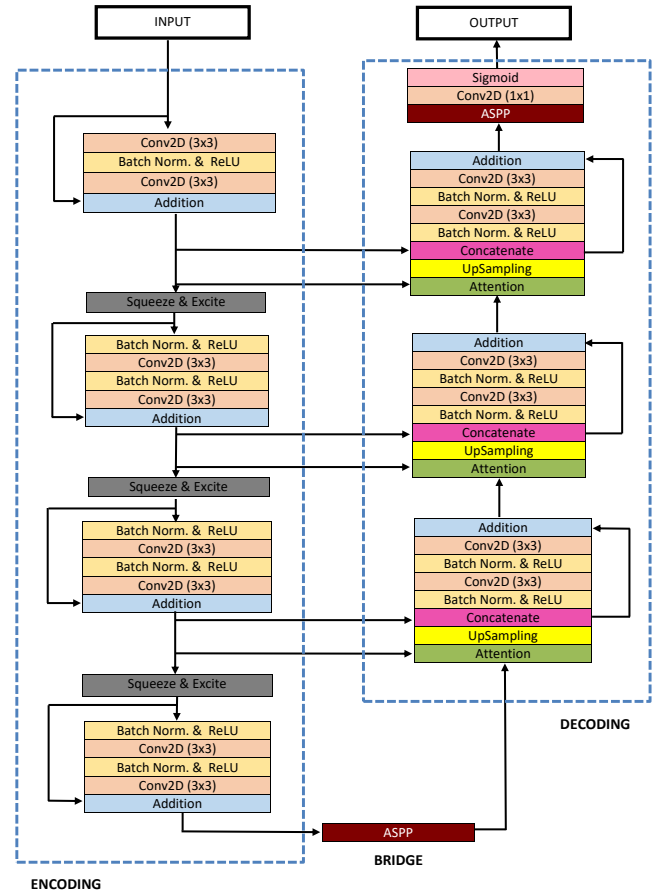 INPUT
Conv2D (3x3)
Batch Norm. & ReLU
Conv2D (3x3)
Addition
Squeeze & Excite
Batch Norm. & ReLU
Conv2D (3x3)
Batch Norm. & ReLU
Conv2D (3x3)
Addition
Squeeze & Excite
Batch Norm. & ReLU
Conv2D (3x3)
Batch Norm. & ReLU
Conv2D (3x3)
Addition
Squeeze & Excite
Batch Norm. & ReLU
Conv2D (3x3)
Batch Norm. & ReLU
Conv2D (3x3)
Addition
ENCODING
ASPP
BRIDGE
OUTPUT
Sigmoid
Conv2D (1x1)
ASPP
Addition
Conv2D (3x3)
Batch Norm. & ReLU
Conv2D (3x3)
Batch Norm. & ReLU
Concatenate
UpSampling
Attention
Addition
Conv2D (3x3)
Batch Norm. & ReLU
Conv2D (3x3)
Batch Norm. & ReLU
Concatenate
UpSampling
Attention
Addition
Conv2D (3x3)
Batch Norm. & ReLU
Conv2D (3x3)
Batch Norm. & ReLU
Concatenate
UpSampling
Attention
DECODING